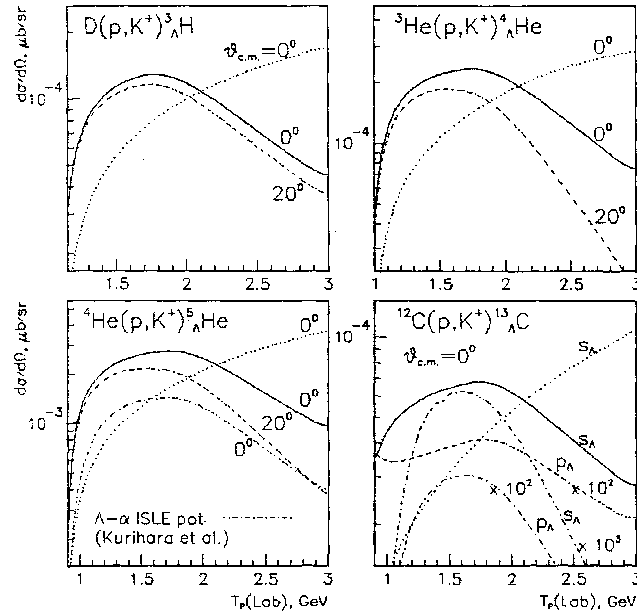 D(p,K⁺)³ΛH
ϑc.m.=0⁰
dσ/dΩ, μb/sr
10⁻⁴
0⁰
20⁰
1.5 2 2.5 3
³He(p,K⁺)⁴ΛHe
0⁰
10⁻⁴
0⁰
20⁰
1.5 2 2.5 3
⁴He(p,K⁺)⁵ΛHe
0⁰
dσ/dΩ, μb/sr
10⁻³
0⁰
20⁰
0⁰
Λ−α ISLE pot.
(Kurihara et al.)
1 1.5 2 2.5 3
Tₚ(Lab), GeV
¹²C(p,K⁺)¹³ΛC
10⁻⁴
ϑc.m.=0⁰
sΛ
sΛ
pΛ
× 10²
× 10²
pΛ
sΛ
× 10³
1 1.5 2 2.5 3
Tₚ(Lab), GeV